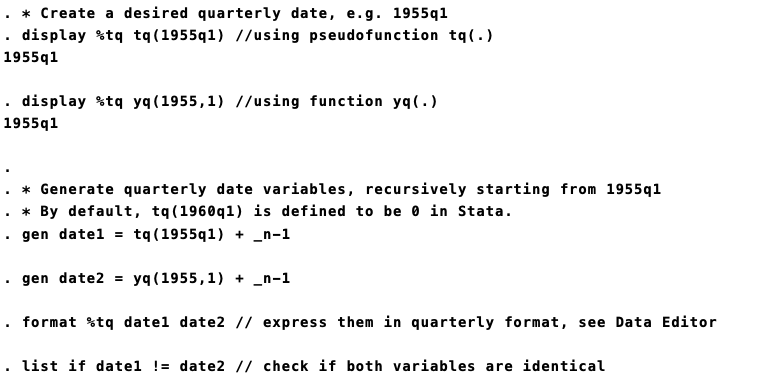 . * Create a desired quarterly date, e.g. 1955q1
. display %tq tq(1955q1) //using pseudofunction tq(.)
1955q1
. display %tq yq(1955,1) //using function yq(.)
1955q1
.
. * Generate quarterly date variables, recursively starting from 1955q1
. * By default, tq(1960q1) is defined to be 0 in Stata.
. gen date1 = tq(1955q1) + _n-1
. gen date2 = yq(1955,1) + _n-1
. format %tq date1 date2 // express them in quarterly format, see Data Editor
. list if date1 != date2 // check if both variables are identical